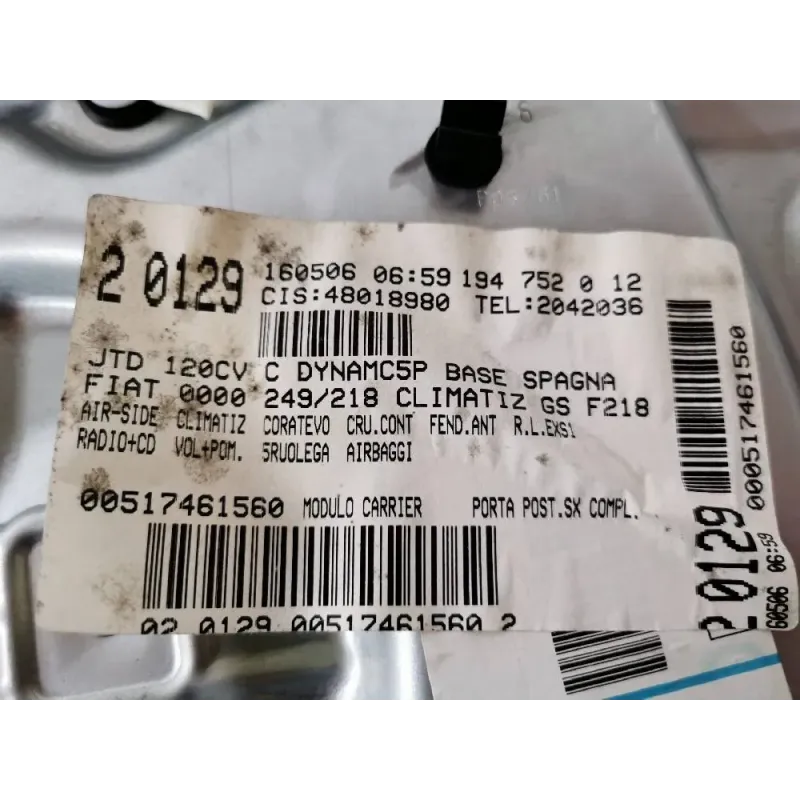 2 0129
160506 06:59 194 752 0 12
CIS:48018980 TEL:2042036
JTD 120CV C DYNAMC5P BASE SPAGNA
FIAT 0000 249/218 CLIMATIZ GS F218
AIR-SIDE CLIMATIZ CORATEVO CRU.CONT FEND.ANT R.L.EXS1
RADIO+CD VOL+POM. 5RUOLEGA AIRBAGGI
00517461560 MODULO CARRIER PORTA POST.SX COMPL.
02 0129 00517461560 2
000517461560
2 0129
60506 06:59